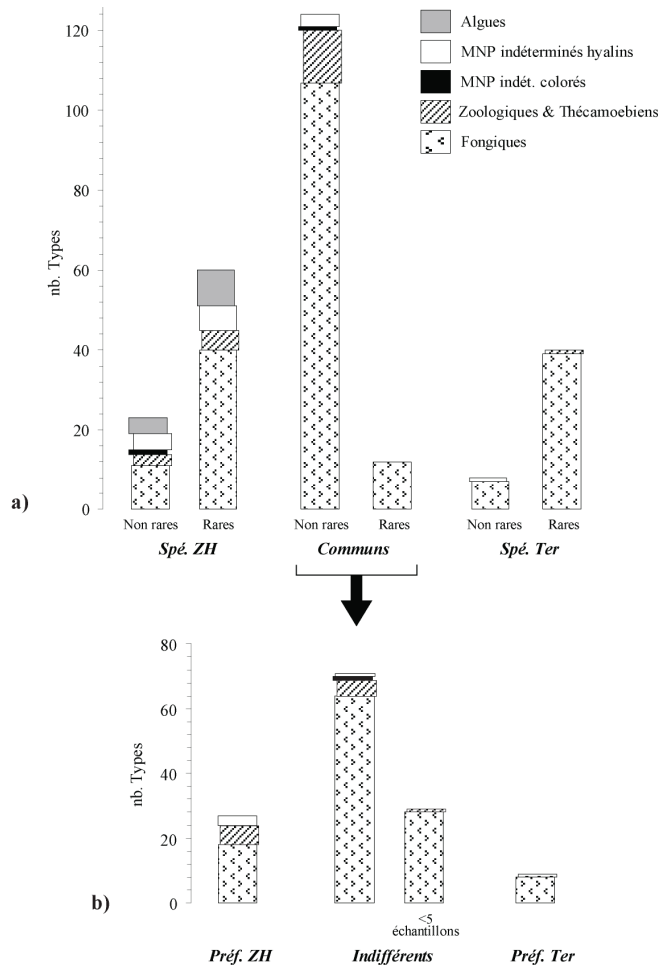 Algues
MNP indéterminés hyalins
MNP indét. colorés
Zoologiques & Thécamoebiens
Fongiques
nb. Types
120
100
80
60
40
20
0
a)
Non rares Rares Non rares Rares Non rares Rares
Spé. ZH Communs Spé. Ter
nb. Types
80
60
40
20
0
b)
<5
échantillons
Préf. ZH Indifférents Préf. Ter